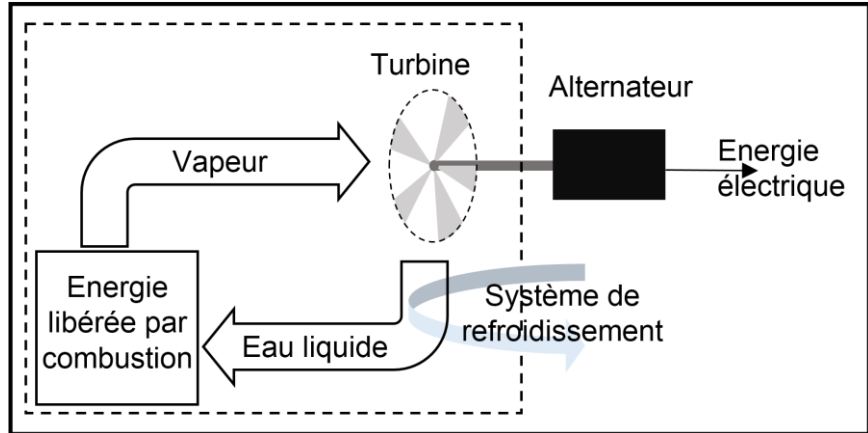 Turbine
Alternateur
Vapeur
Energie
électrique
Energie
libérée par
combustion
Eau liquide
Système de
refroidissement